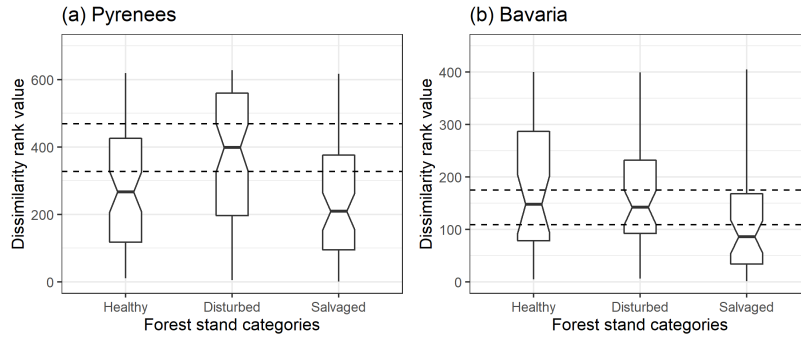 (a) Pyrenees
Dissimilarity rank value
600
400
200
0
Healthy Disturbed Salvaged
Forest stand categories
(b) Bavaria
Dissimilarity rank value
400
300
200
100
0
Healthy Disturbed Salvaged
Forest stand categories